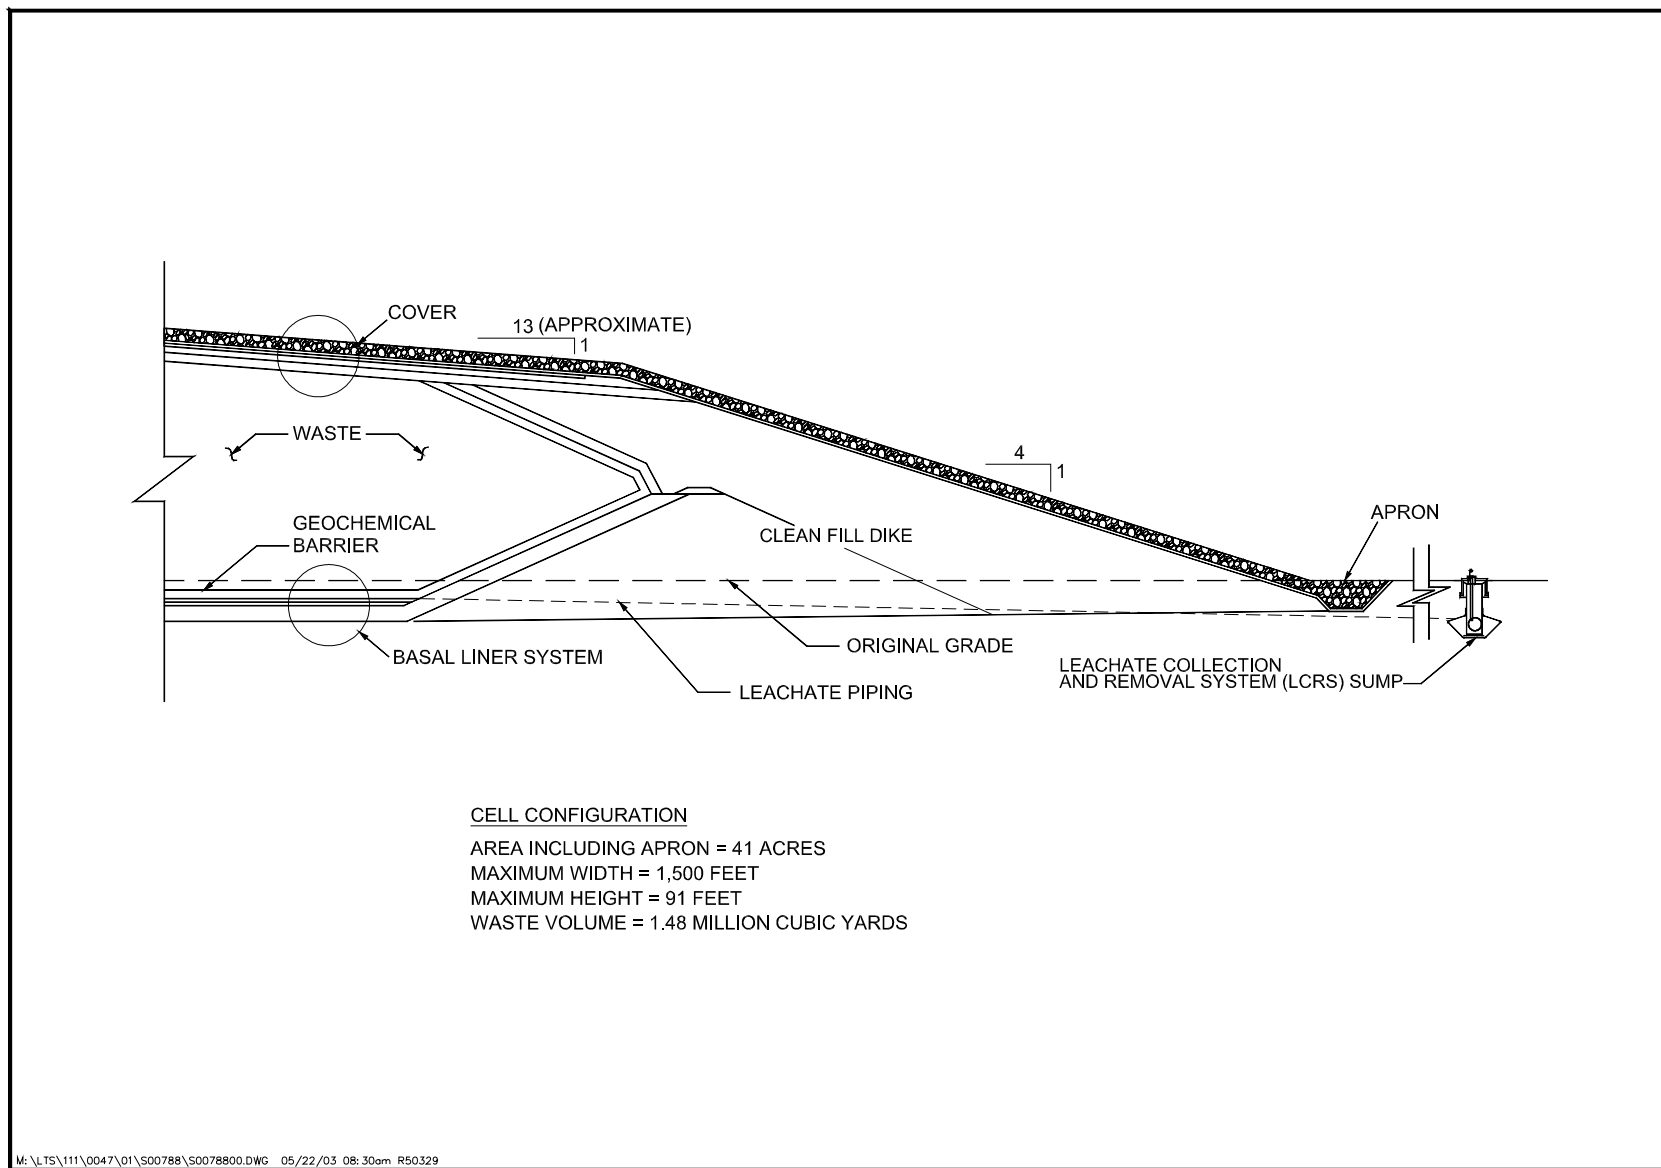 COVER
13 (APPROXIMATE)
1
WASTE
4
1
GEOCHEMICAL
BARRIER
CLEAN FILL DIKE
APRON
BASAL LINER SYSTEM
ORIGINAL GRADE
LEACHATE PIPING
LEACHATE COLLECTION
AND REMOVAL SYSTEM (LCRS) SUMP
CELL CONFIGURATION
AREA INCLUDING APRON = 41 ACRES
MAXIMUM WIDTH = 1,500 FEET
MAXIMUM HEIGHT = 91 FEET
WASTE VOLUME = 1.48 MILLION CUBIC YARDS
M:\LTS\111\0047\01\S00788\S0078800.DWG 05/22/03 08:30am R50329